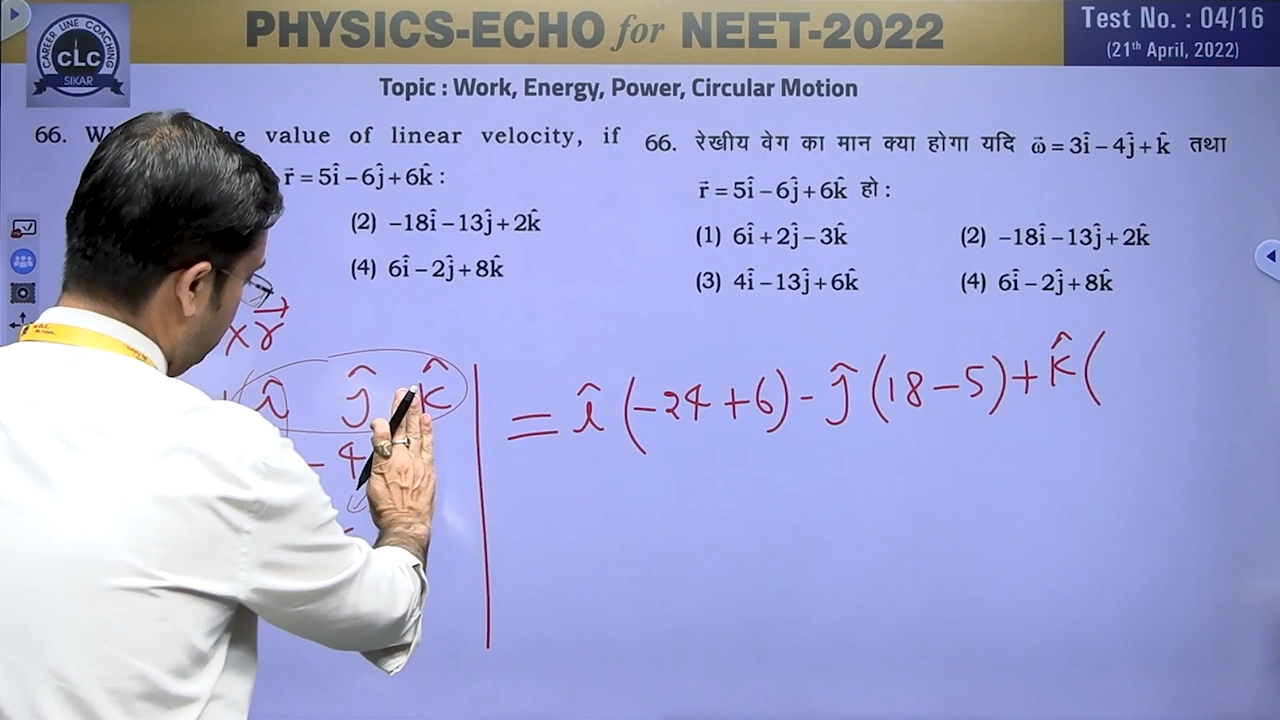 PHYSICS-ECHO for NEET-2022
Test No. : 04/16
(21th April, 2022)
CAREER LINE COACHING
CLC
SIKAR
Topic : Work, Energy, Power, Circular Motion
66. value of linear velocity, if
r⃗ = 5î − 6ĵ + 6k̂ :
(2) −18î − 13ĵ + 2k̂
(4) 6î − 2ĵ + 8k̂
66. रेखीय वेग का मान क्या होगा यदि ω⃗ = 3î − 4ĵ + k̂ तथा
r⃗ = 5î − 6ĵ + 6k̂ हो :
(1) 6î + 2ĵ − 3k̂ (2) −18î − 13ĵ + 2k̂
(3) 4î − 13ĵ + 6k̂ (4) 6î − 2ĵ + 8k̂
× r⃗
î ĵ k̂
− 4
= î (−24 + 6) − ĵ (18 − 5) + k̂ (